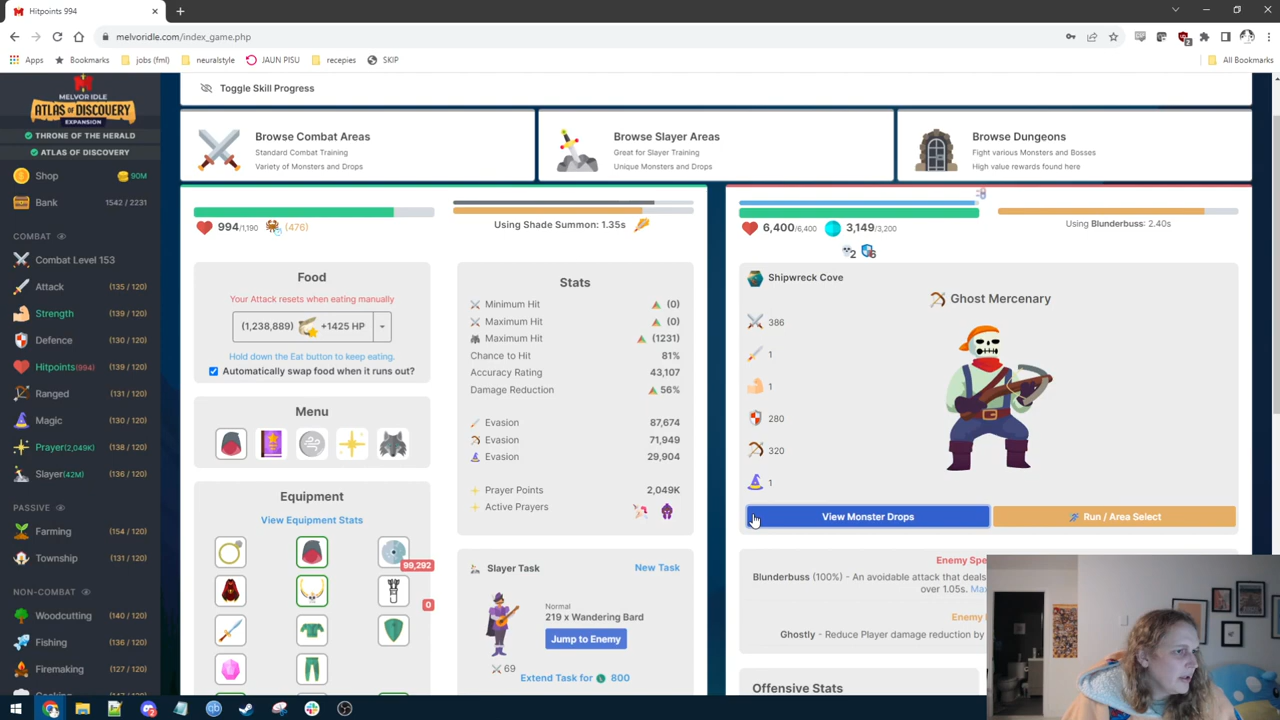 Hitpoints 994
melvoridle.com/index_game.php
Apps
Bookmarks
jobs (fml)
neuralstyle
JAUN PISU
recepies
SKIP
All Bookmarks
MELVOR IDLE
ATLAS OF DISCOVERY
EXPANSION
THRONE OF THE HERALD
ATLAS OF DISCOVERY
Shop
90M
Bank
1542 / 2231
COMBAT
Combat Level 153
Attack
(135 / 120)
Strength
(139 / 120)
Defence
(130 / 120)
Hitpoints(994)
(139 / 120)
Ranged
(131 / 120)
Magic
(130 / 120)
Prayer(2,049K)
(138 / 120)
Slayer(42M)
(136 / 120)
PASSIVE
Farming
(154 / 120)
Township
(131 / 120)
NON-COMBAT
Woodcutting
(140 / 120)
Fishing
(136 / 120)
Firemaking
(127 / 120)
Toggle Skill Progress
Browse Combat Areas
Standard Combat Training
Variety of Monsters and Drops
Browse Slayer Areas
Great for Slayer Training
Unique Monsters and Drops
Browse Dungeons
Fight various Monsters and Bosses
High value rewards found here
994/1,190
(476)
Using Shade Summon: 1.35s
Food
Your Attack resets when eating manually
(1,238,889)
+1425 HP
Hold down the Eat button to keep eating.
Automatically swap food when it runs out?
Menu
Equipment
View Equipment Stats
99,292
0
Stats
Minimum Hit
(0)
Maximum Hit
(0)
Maximum Hit
(1231)
Chance to Hit
81%
Accuracy Rating
43,107
Damage Reduction
56%
Evasion
87,674
Evasion
71,949
Evasion
29,904
Prayer Points
2,049K
Active Prayers
Slayer Task
New Task
Normal
219 x Wandering Bard
Jump to Enemy
69
Extend Task for
800
6,400/6,400
3,149/3,200
2
6
Using Blunderbuss: 2.40s
Shipwreck Cove
Ghost Mercenary
386
1
1
280
320
1
View Monster Drops
Run / Area Select
Enemy Spe
Blunderbuss (100%) - An avoidable attack that deals
over 1.05s.
Enemy
Ghostly - Reduce Player damage reduction by
Offensive Stats